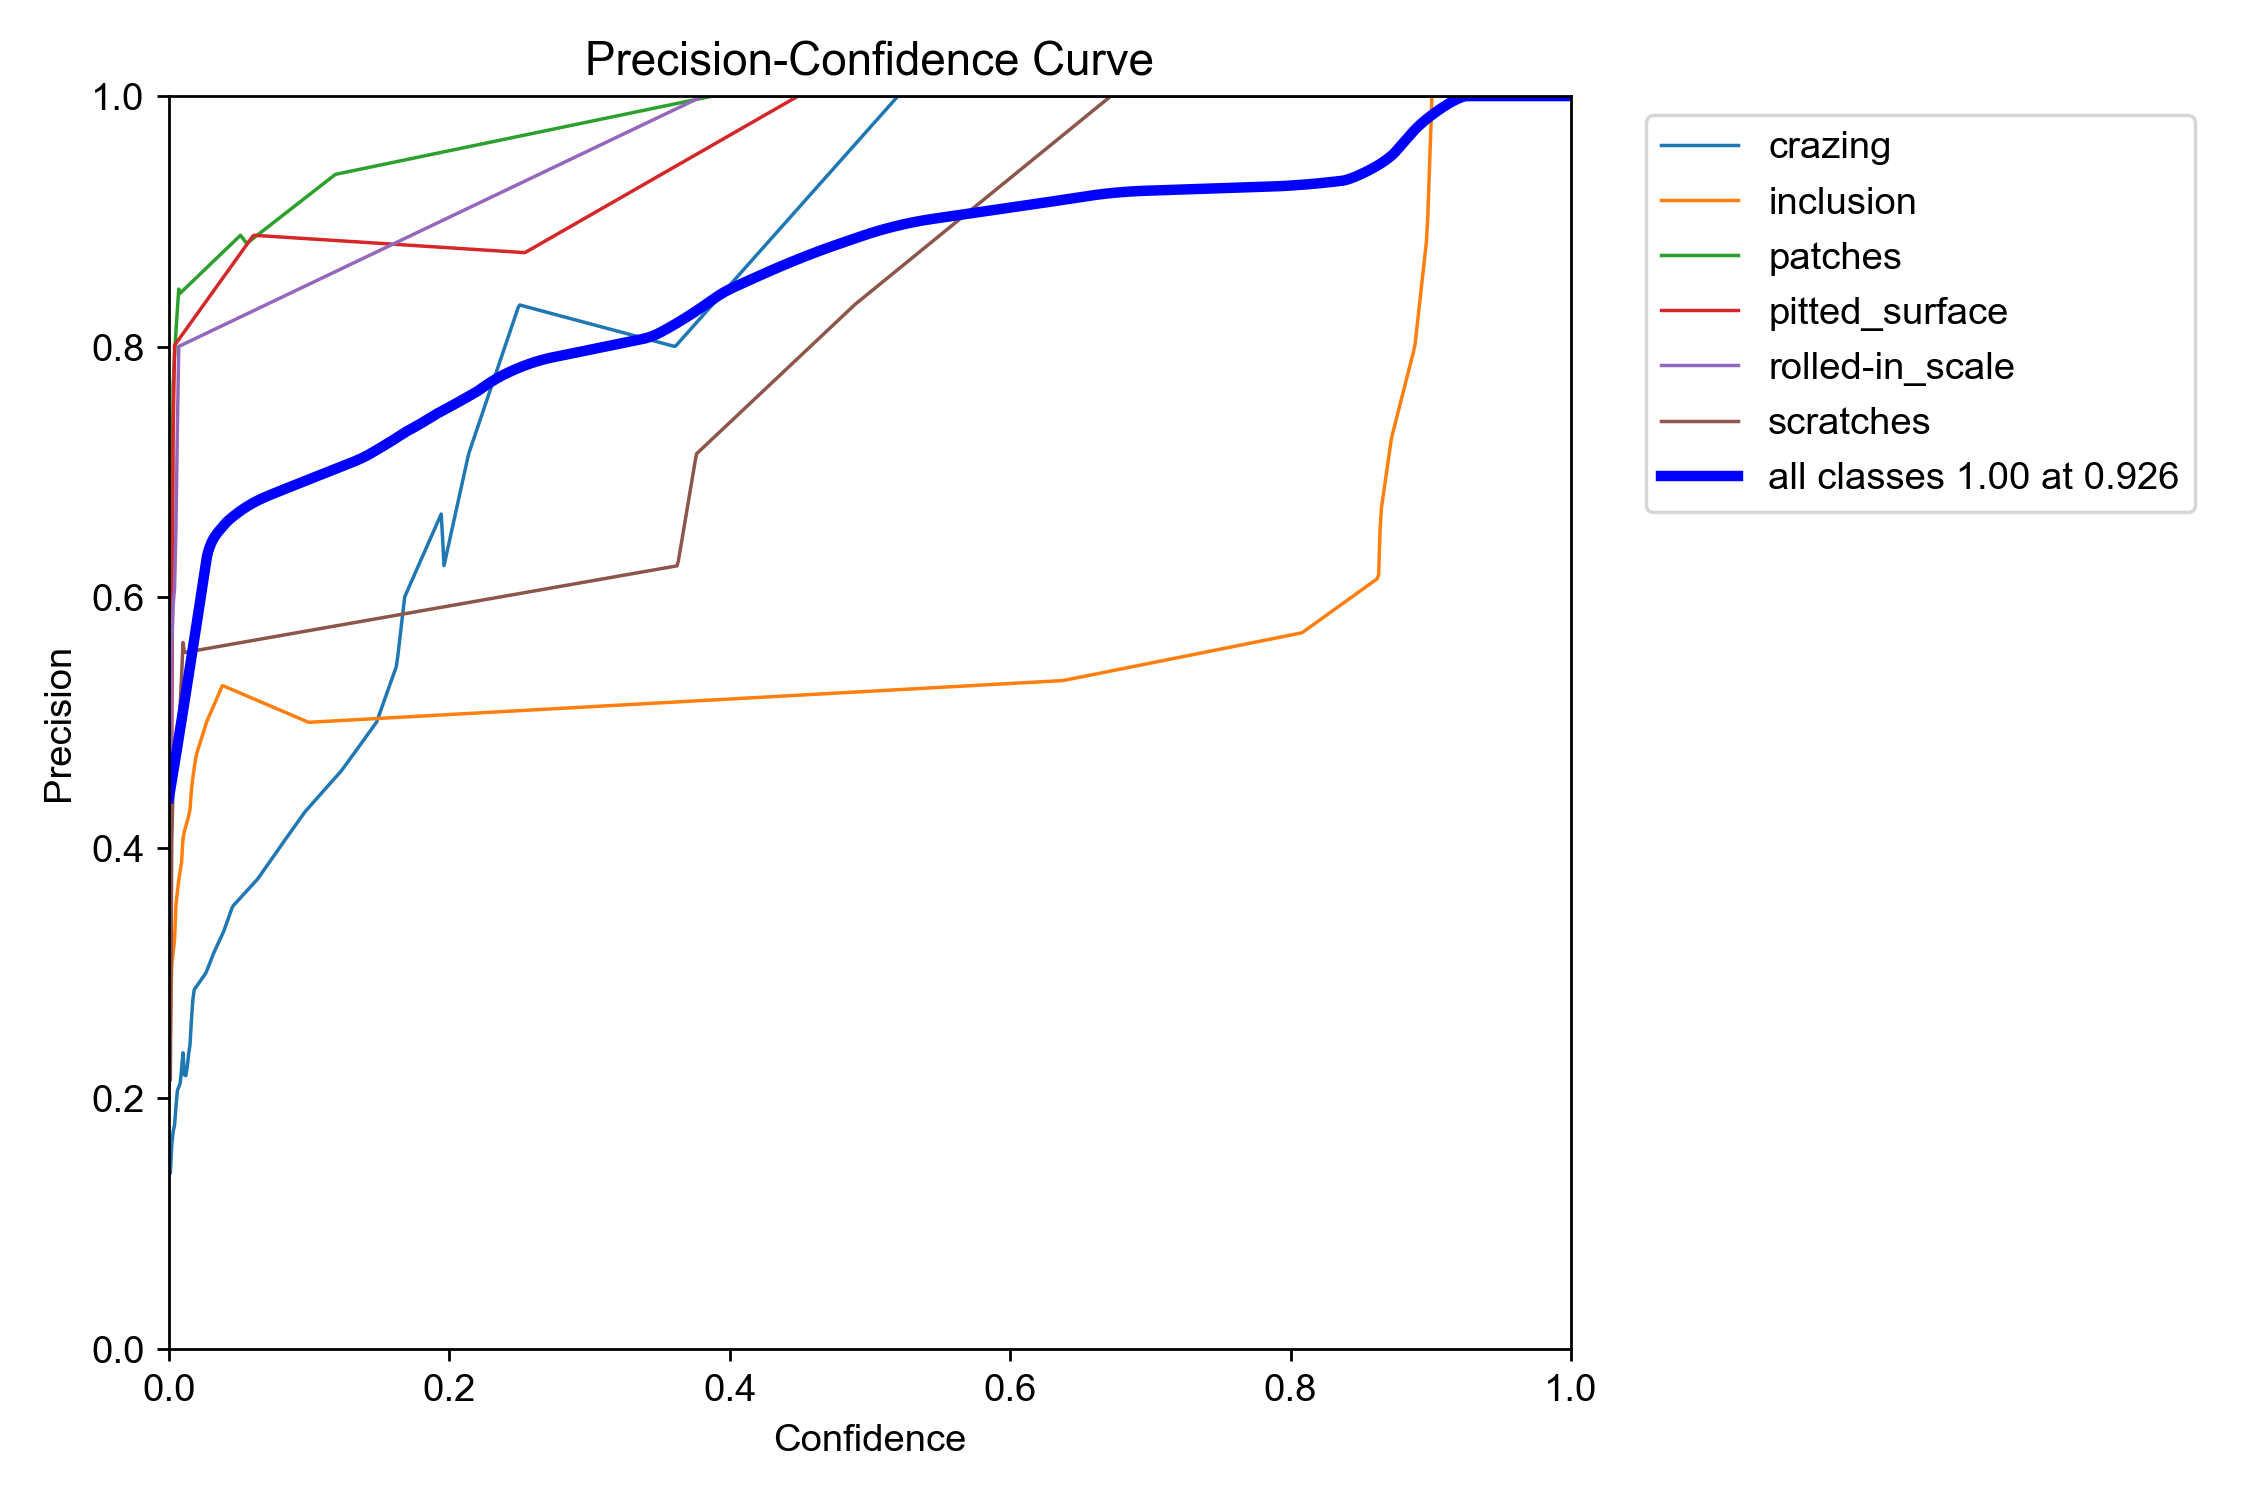 Precision-Confidence Curve
1.0
0.8
0.6
0.4
0.2
0.0
Precision
0.0 0.2 0.4 0.6 0.8 1.0
Confidence
crazing
inclusion
patches
pitted_surface
rolled-in_scale
scratches
all classes 1.00 at 0.926